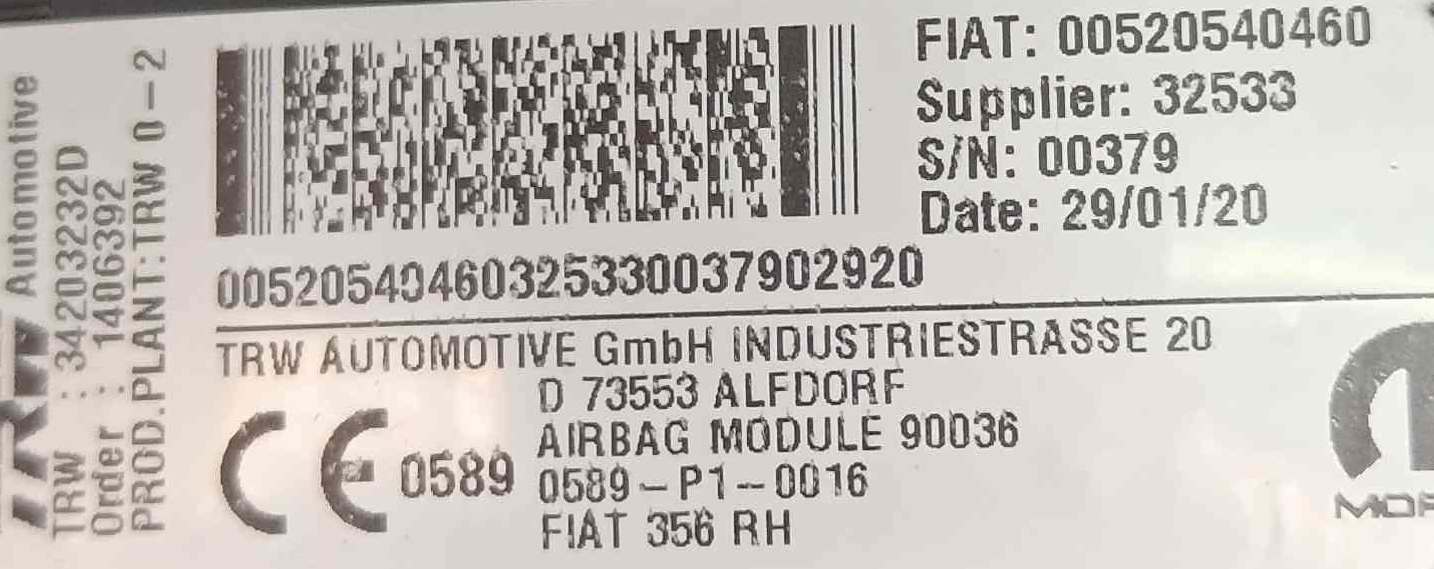 TRW Automotive
TRW : 34203232D
Order : 1406392
PROD.PLANT:TRW 0-2
FIAT: 00520540460
Supplier: 32533
S/N: 00379
Date: 29/01/20
00520540460325330037902920
TRW AUTOMOTIVE GmbH INDUSTRIESTRASSE 20
D 73553 ALFDORF
AIRBAG MODULE 90036
CE 0589 0589-P1-0016
FIAT 356 RH